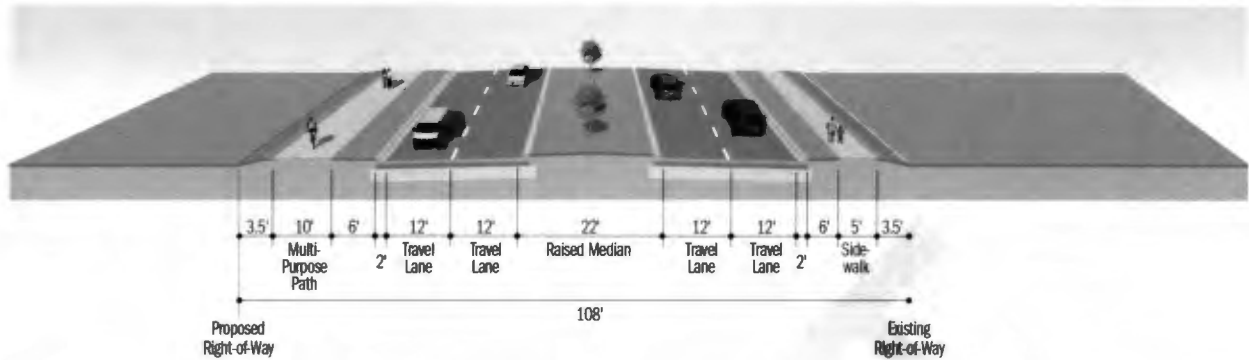 3.5' 10' 6' 12' 12' 22' 12' 12' 6' 5' 3.5'
Multi- Purpose Path
2'
Travel Lane
Travel Lane
Raised Median
Travel Lane
Travel Lane
2'
Side- walk
108'
Proposed Right-of-Way
Existing Right-of-Way